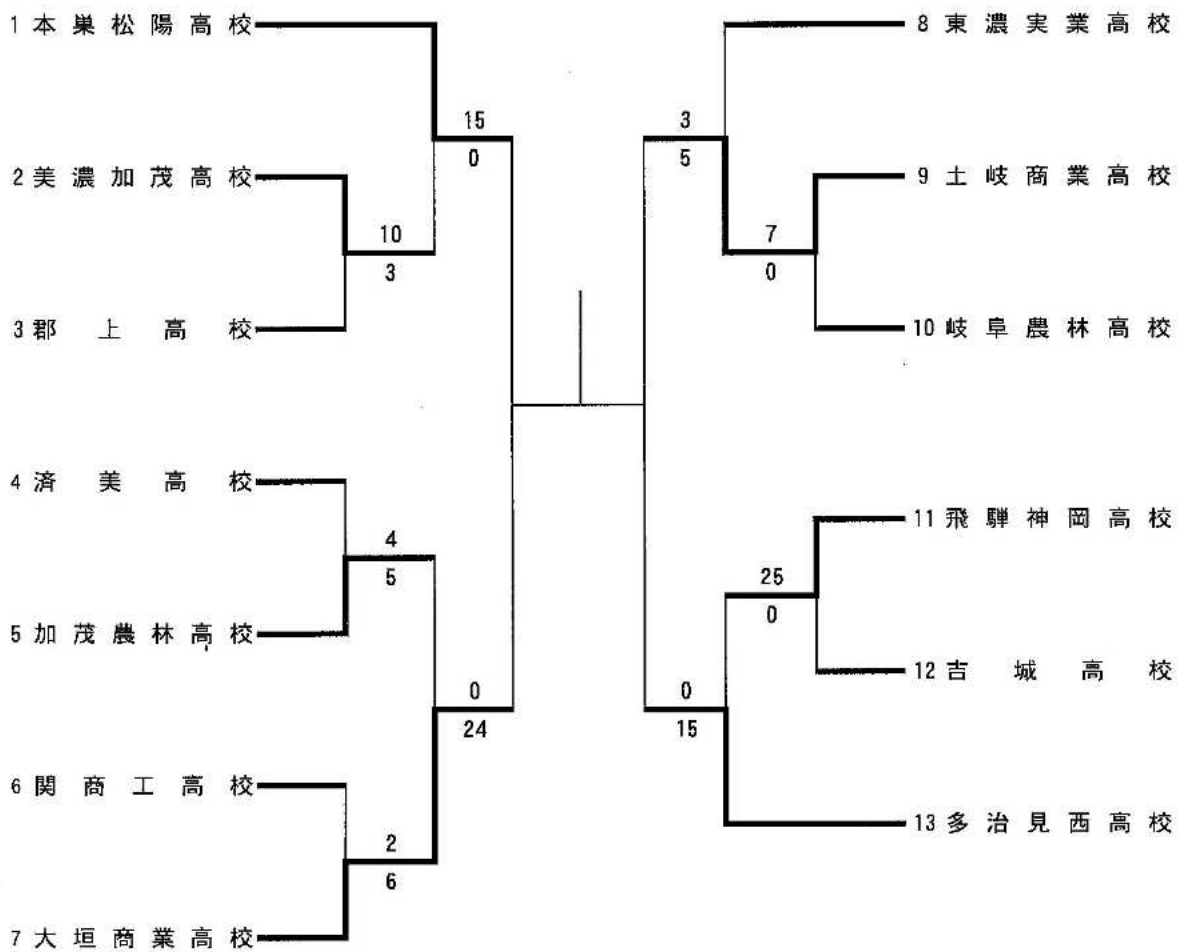 1 本巣松陽高校
15
0
2 美濃加茂高校
10
3
3 郡上高校
4 済美高校
4
5
5 加茂農林高校
0
24
6 関商工高校
2
6
7 大垣商業高校
8 東濃実業高校
3
5
9 土岐商業高校
7
0
10 岐阜農林高校
11 飛騨神岡高校
25
0
12 吉城高校
0
15
13 多治見西高校